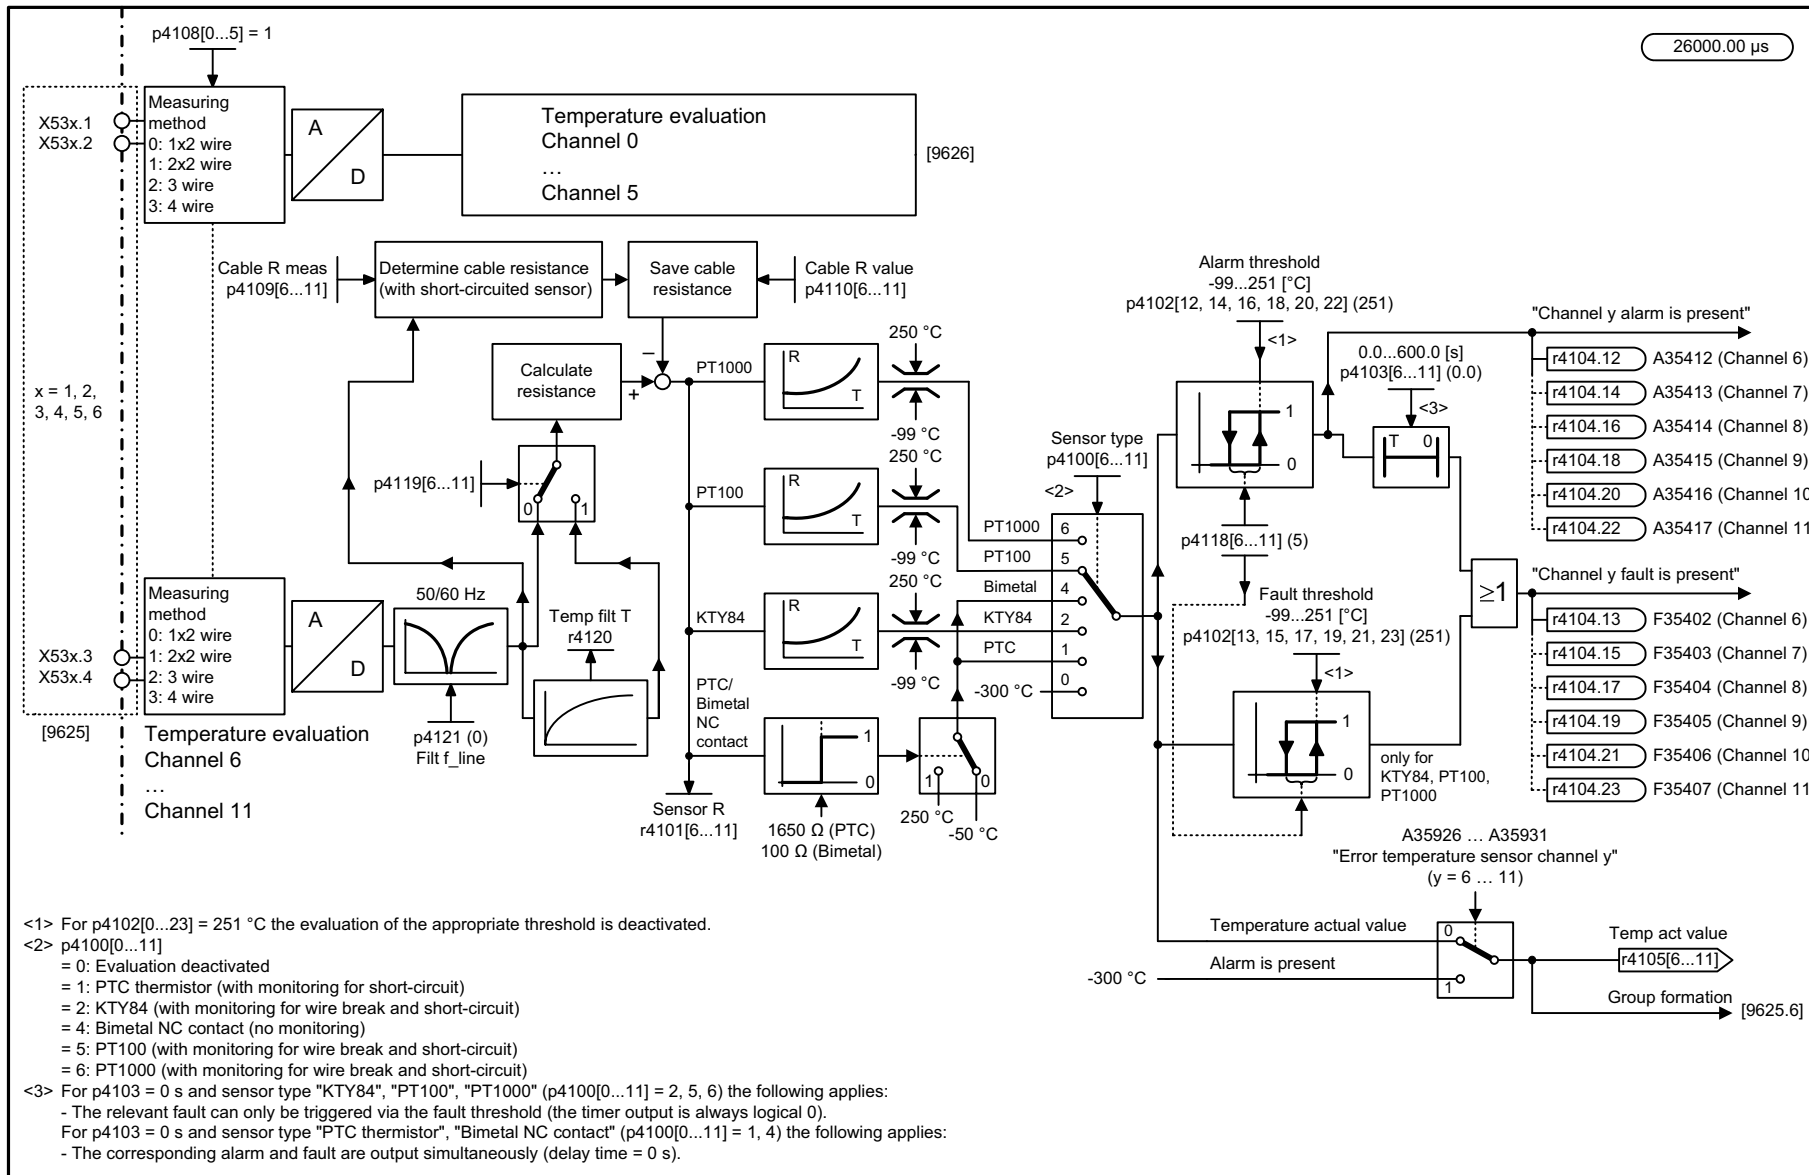 p4108[0...5] = 1
26000.00 µs
X53x.1
X53x.2
Measuring
method
0: 1x2 wire
1: 2x2 wire
2: 3 wire
3: 4 wire
A
D
Temperature evaluation
Channel 0
...
Channel 5
[9626]
Cable R meas
p4109[6...11]
Determine cable resistance
(with short-circuited sensor)
Save cable
resistance
Cable R value
p4110[6...11]
x = 1, 2,
3, 4, 5, 6
Calculate
resistance
–
+
p4119[6...11]
0
1
PT1000
R
T
250 °C
-99 °C
PT100
R
T
250 °C
-99 °C
KTY84
R
T
250 °C
-99 °C
PTC/
Bimetal
NC
contact
1
0
1650 Ω (PTC)
100 Ω (Bimetal)
1
0
250 °C
-50 °C
Sensor R
r4101[6...11]
X53x.3
X53x.4
[9625]
Measuring
method
0: 1x2 wire
1: 2x2 wire
2: 3 wire
3: 4 wire
A
D
50/60 Hz
p4121 (0)
Filt f_line
Temp filt T
r4120
Temperature evaluation
Channel 6
...
Channel 11
Sensor type
p4100[6...11]
<2>
PT1000
6
PT100
5
Bimetal
4
KTY84
2
PTC
1
-300 °C
0
Alarm threshold
-99...251 [°C]
p4102[12, 14, 16, 18, 20, 22] (251)
<1>
1
0
p4118[6...11] (5)
0.0...600.0 [s]
p4103[6...11] (0.0)
<3>
T
0
Fault threshold
-99...251 [°C]
p4102[13, 15, 17, 19, 21, 23] (251)
<1>
1
0
only for
KTY84, PT100,
PT1000
≥1
"Channel y alarm is present"
r4104.12 A35412 (Channel 6)
r4104.14 A35413 (Channel 7)
r4104.16 A35414 (Channel 8)
r4104.18 A35415 (Channel 9)
r4104.20 A35416 (Channel 10
r4104.22 A35417 (Channel 11
"Channel y fault is present"
r4104.13 F35402 (Channel 6)
r4104.15 F35403 (Channel 7)
r4104.17 F35404 (Channel 8)
r4104.19 F35405 (Channel 9)
r4104.21 F35406 (Channel 10
r4104.23 F35407 (Channel 11
A35926 ... A35931
"Error temperature sensor channel y"
(y = 6 ... 11)
Temperature actual value
0
Alarm is present
-300 °C
1
Temp act value
r4105[6...11]
Group formation
[9625.6]
<1> For p4102[0...23] = 251 °C the evaluation of the appropriate threshold is deactivated.
<2> p4100[0...11]
= 0: Evaluation deactivated
= 1: PTC thermistor (with monitoring for short-circuit)
= 2: KTY84 (with monitoring for wire break and short-circuit)
= 4: Bimetal NC contact (no monitoring)
= 5: PT100 (with monitoring for wire break and short-circuit)
= 6: PT1000 (with monitoring for wire break and short-circuit)
<3> For p4103 = 0 s and sensor type "KTY84", "PT100", "PT1000" (p4100[0...11] = 2, 5, 6) the following applies:
- The relevant fault can only be triggered via the fault threshold (the timer output is always logical 0).
For p4103 = 0 s and sensor type "PTC thermistor", "Bimetal NC contact" (p4100[0...11] = 1, 4) the following applies:
- The corresponding alarm and fault are output simultaneously (delay time = 0 s).